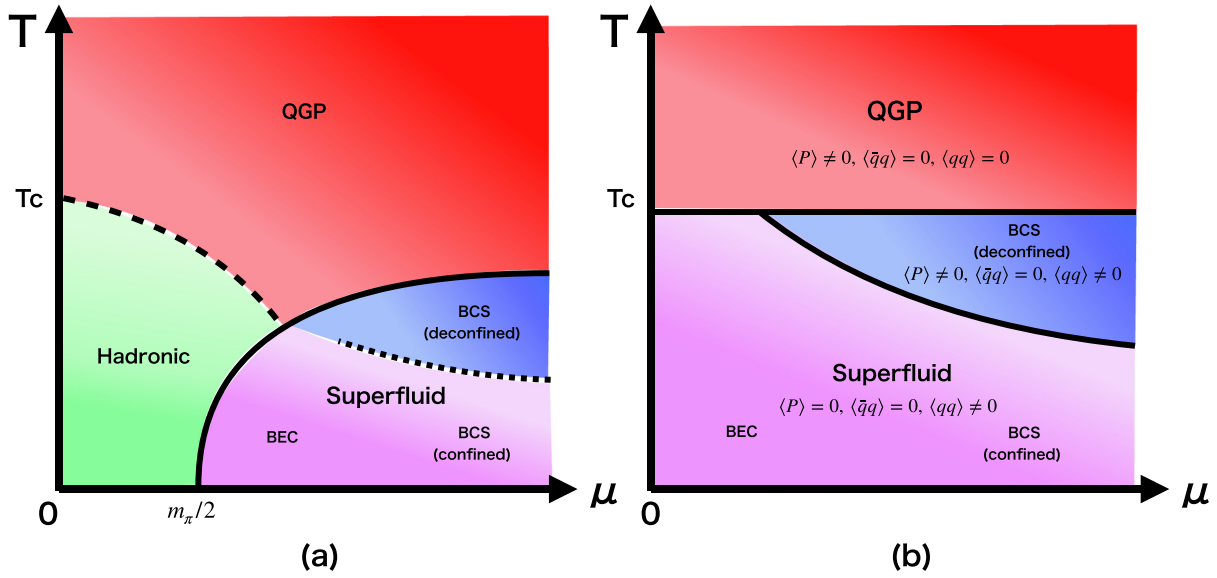 T
QGP
Tc
Hadronic
BCS
(deconfined)
Superfluid
BEC
BCS
(confined)
0
m_π/2
μ
(a)
T
QGP
⟨P⟩ ≠ 0, ⟨q̄q⟩ = 0, ⟨qq⟩ = 0
Tc
BCS
(deconfined)
⟨P⟩ ≠ 0, ⟨q̄q⟩ = 0, ⟨qq⟩ ≠ 0
Superfluid
⟨P⟩ = 0, ⟨q̄q⟩ = 0, ⟨qq⟩ ≠ 0
BEC
BCS
(confined)
0
μ
(b)